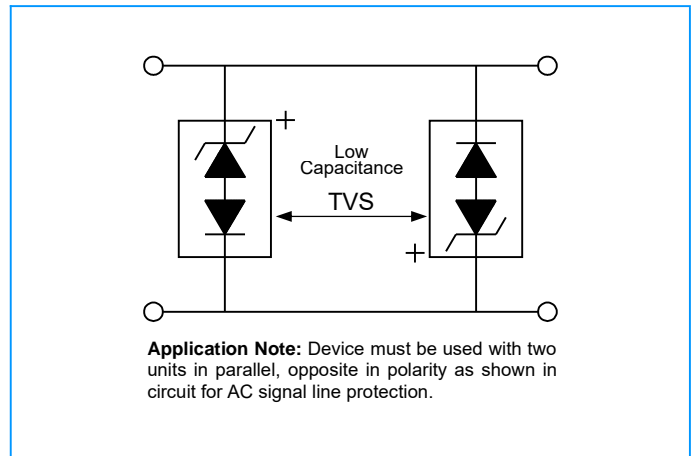 +
Low
Capacitance
TVS
+
Application Note: Device must be used with two
units in parallel, opposite in polarity as shown in
circuit for AC signal line protection.